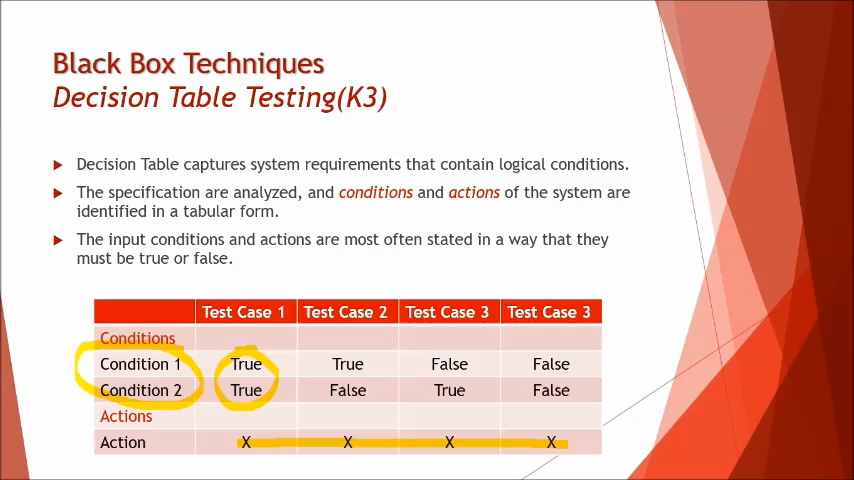 Black Box Techniques
Decision Table Testing(K3)
Decision Table captures system requirements that contain logical conditions.
The specification are analyzed, and conditions and actions of the system are
identified in a tabular form.
The input conditions and actions are most often stated in a way that they
must be true or false.
Test Case 1 Test Case 2 Test Case 3 Test Case 3
Conditions
Condition 1 True True False False
Condition 2 True False True False
Actions
Action X X X X